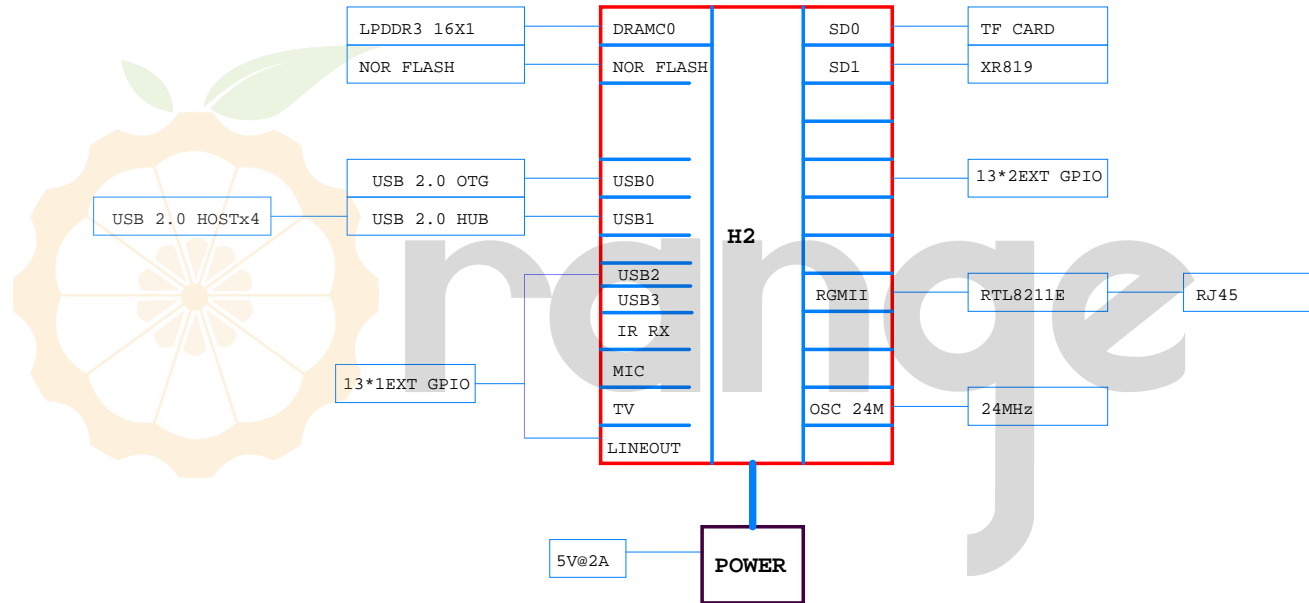 LPDDR3 16X1
DRAMC0
SD0
TF CARD
NOR FLASH
NOR FLASH
SD1
XR819
USB 2.0 OTG
USB0
13*2EXT GPIO
USB 2.0 HOSTx4
USB 2.0 HUB
USB1
H2
USB2
USB3
RGMII
RTL8211E
RJ45
IR RX
13*1EXT GPIO
MIC
TV
OSC 24M
24MHz
LINEOUT
5V@2A
POWER
range